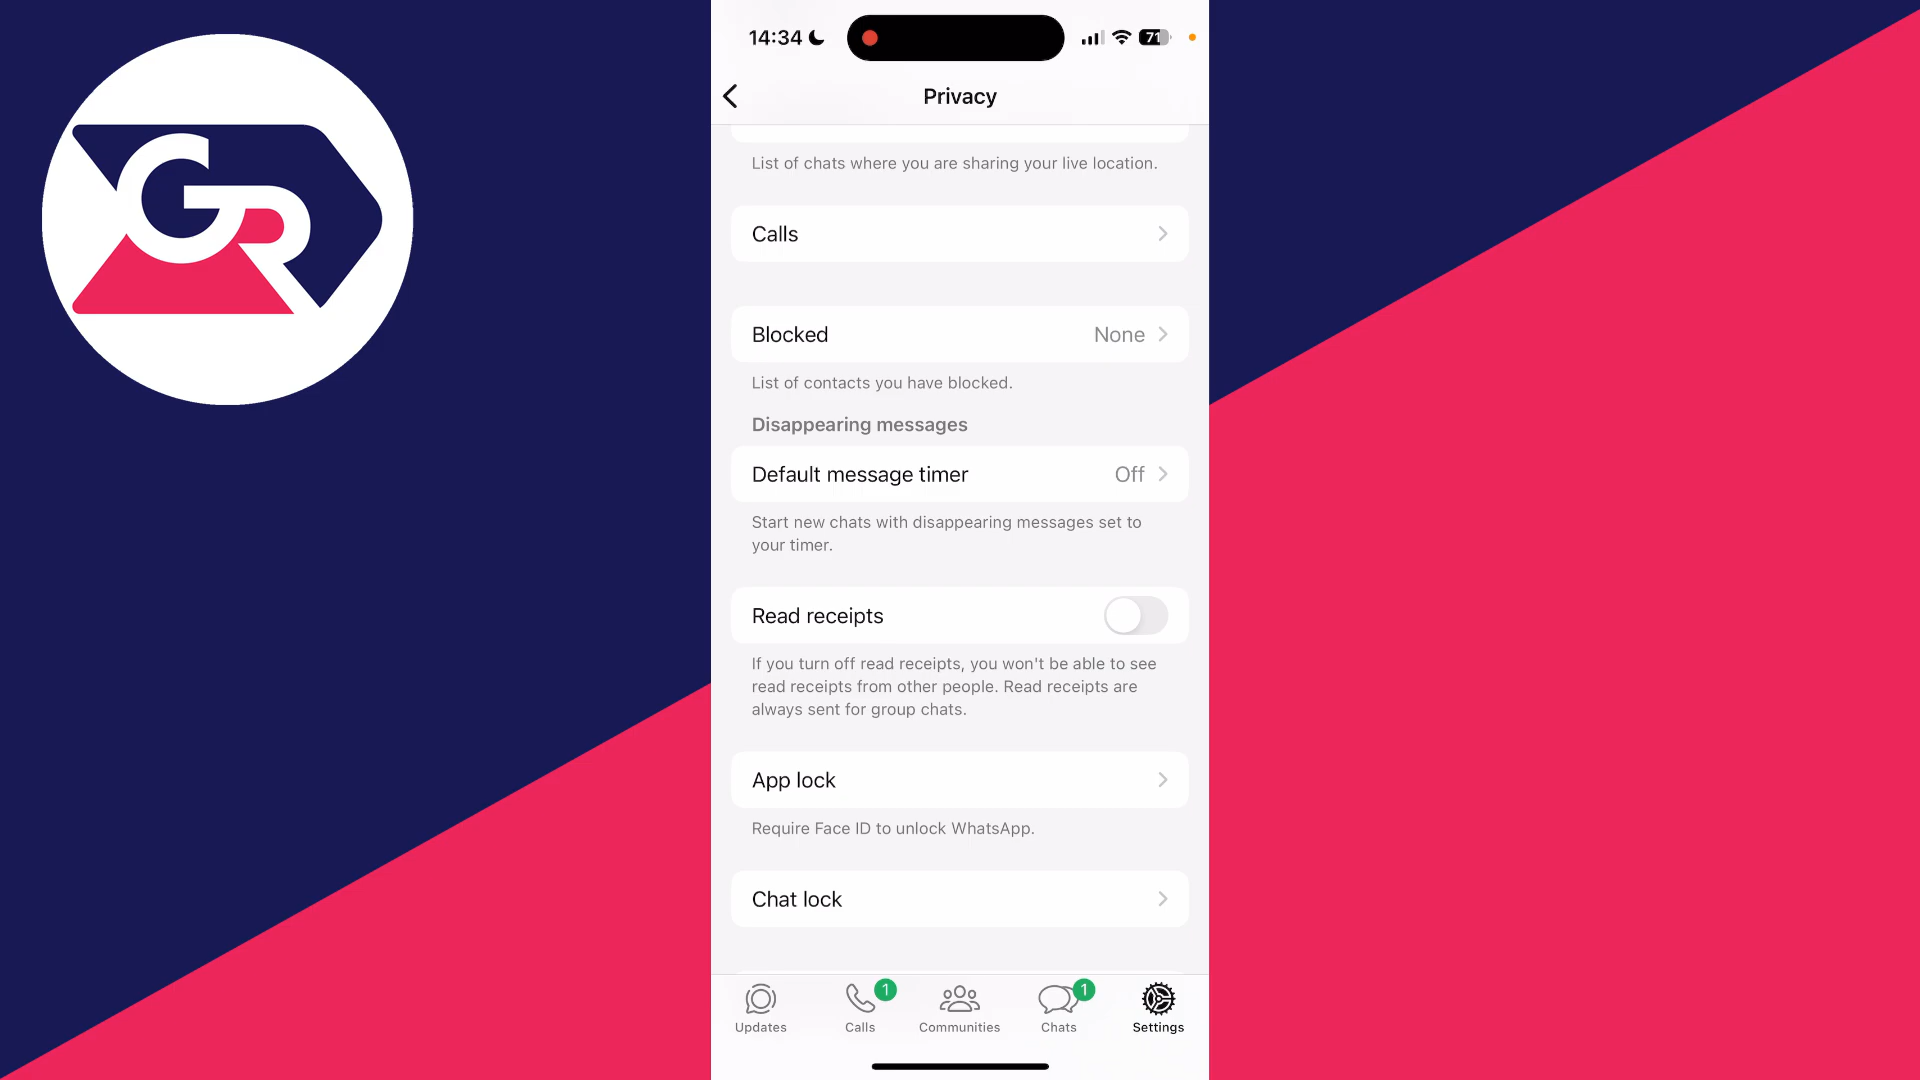 GR
14:34
71
Privacy
List of chats where you are sharing your live location.
Calls
Blocked
None
List of contacts you have blocked.
Disappearing messages
Default message timer
Off
Start new chats with disappearing messages set to
your timer.
Read receipts
If you turn off read receipts, you won't be able to see
read receipts from other people. Read receipts are
always sent for group chats.
App lock
Require Face ID to unlock WhatsApp.
Chat lock
1
1
Updates
Calls
Communities
Chats
Settings